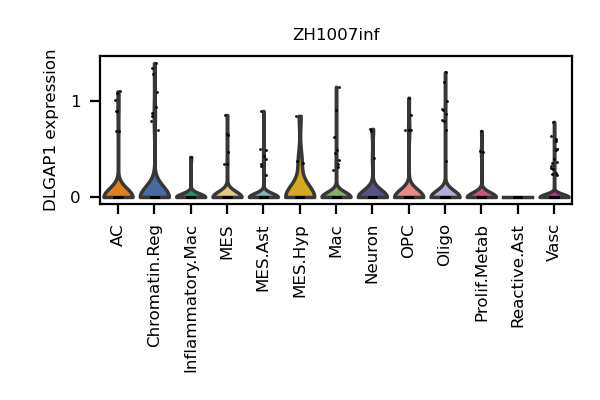 ZH1007inf
DLGAP1 expression
1
0
AC
Chromatin.Reg
Inflammatory.Mac
MES
MES.Ast
MES.Hyp
Mac
Neuron
OPC
Oligo
Prolif.Metab
Reactive.Ast
Vasc